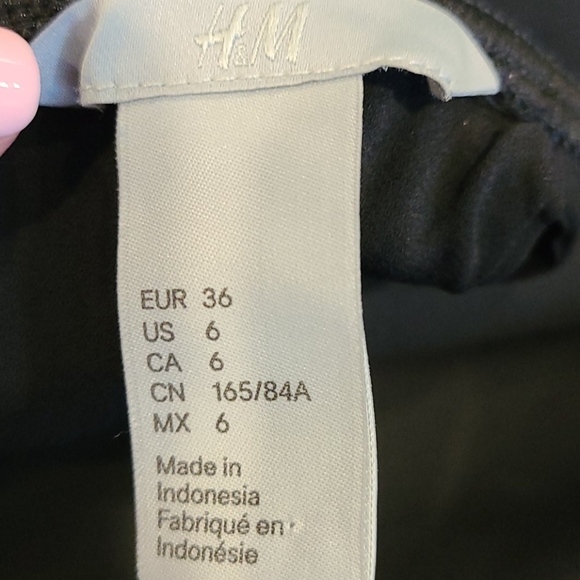 H&M
EUR 36
US 6
CA 6
CN 165/84A
MX 6
Made in
Indonesia
Fabriqué en
Indonésie